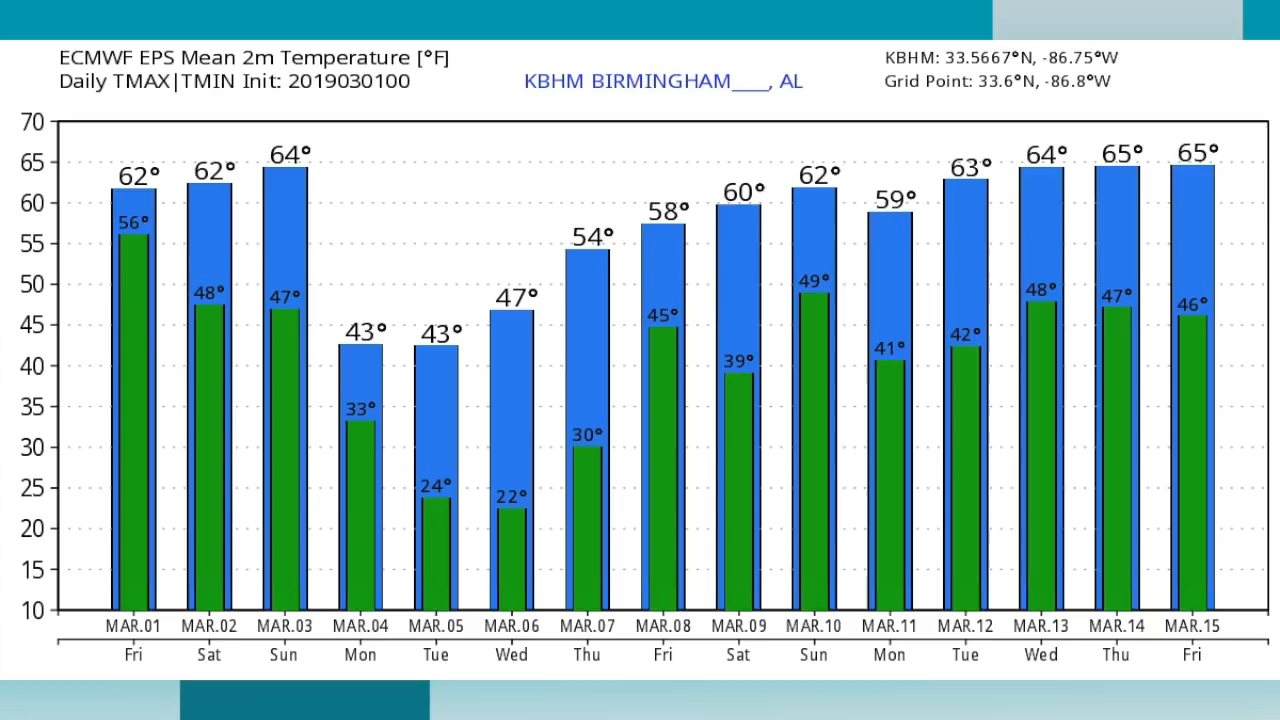 ECMWF EPS Mean 2m Temperature [°F]
KBHM: 33.5667°N, -86.75°W
Daily TMAX|TMIN Init: 2019030100
KBHM BIRMINGHAM___, AL
Grid Point: 33.6°N, -86.8°W
70
65
60
55
50
45
40
35
30
25
20
15
10
62° 62° 64° 43° 43° 47° 54° 58° 60° 62° 59° 63° 64° 65° 65°
56° 48° 47° 33° 24° 22° 30° 45° 39° 49° 41° 42° 48° 47° 46°
MAR.01 MAR.02 MAR.03 MAR.04 MAR.05 MAR.06 MAR.07 MAR.08 MAR.09 MAR.10 MAR.11 MAR.12 MAR.13 MAR.14 MAR.15
Fri Sat Sun Mon Tue Wed Thu Fri Sat Sun Mon Tue Wed Thu Fri